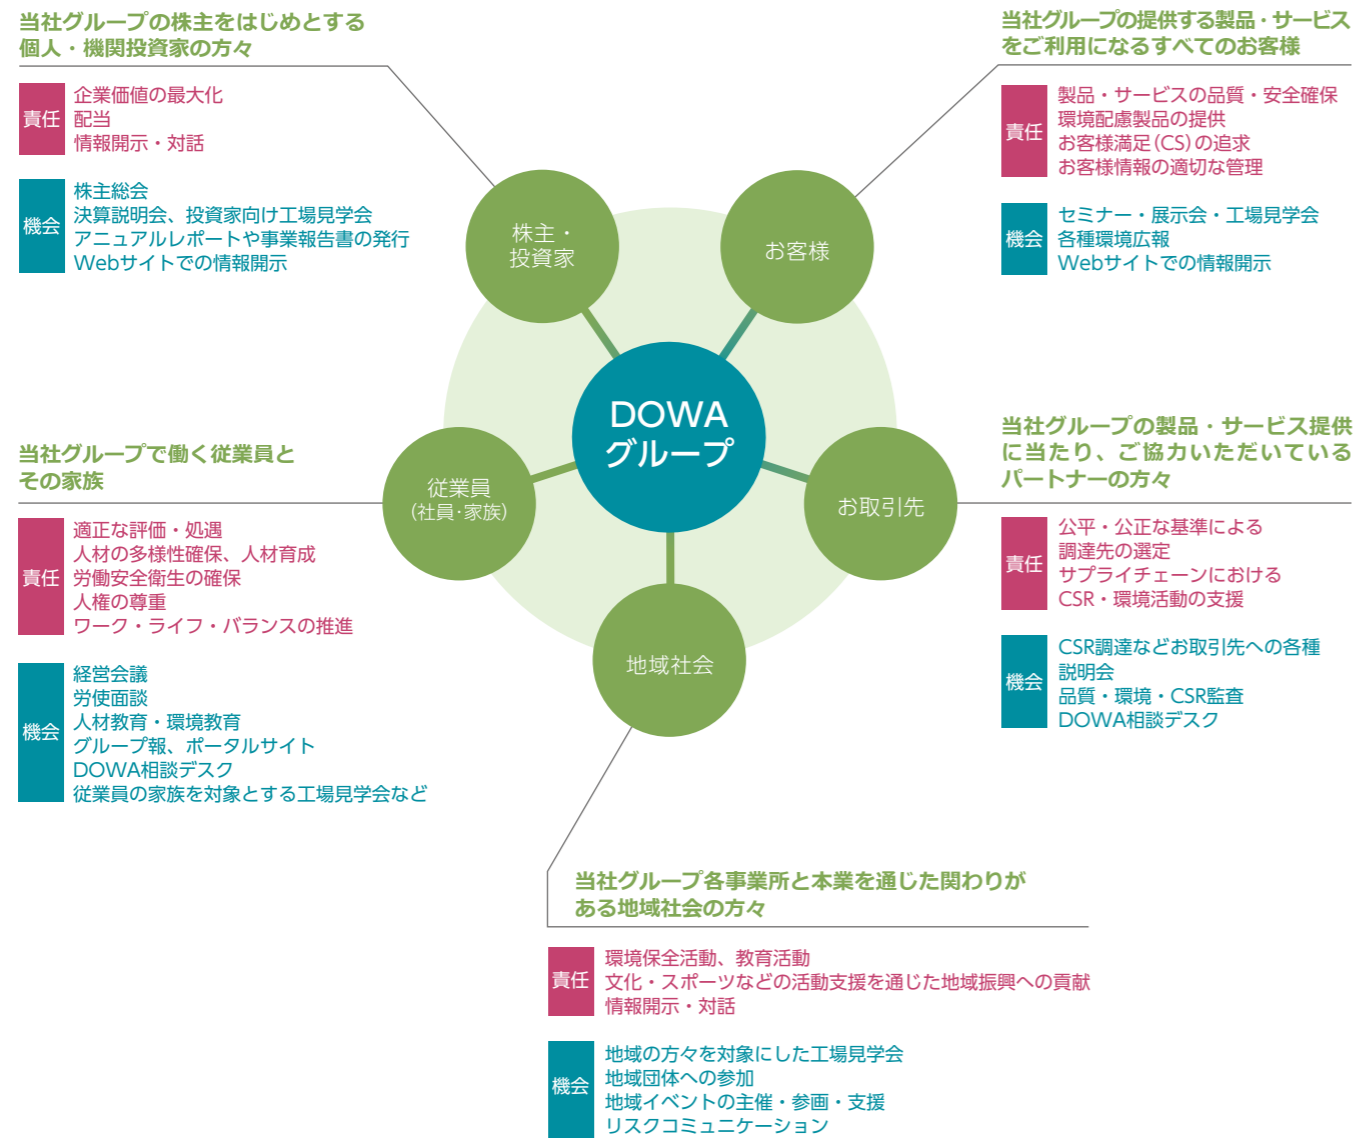 当社グループの株主をはじめとする
個人・機関投資家の方々
責任
企業価値の最大化
配当
情報開示・対話
機会
株主総会
決算説明会、投資家向け工場見学会
アニュアルレポートや事業報告書の発行
Webサイトでの情報開示
当社グループの提供する製品・サービス
をご利用になるすべてのお客様
責任
製品・サービスの品質・安全確保
環境配慮製品の提供
お客様満足(CS)の追求
お客様情報の適切な管理
機会
セミナー・展示会・工場見学会
各種環境広報
Webサイトでの情報開示
株主・
投資家
お客様
DOWA
グループ
従業員
(社員・家族)
お取引先
地域社会
当社グループで働く従業員と
その家族
責任
適正な評価・処遇
人材の多様性確保、人材育成
労働安全衛生の確保
人権の尊重
ワーク・ライフ・バランスの推進
機会
経営会議
労使面談
人材教育・環境教育
グループ報、ポータルサイト
DOWA相談デスク
従業員の家族を対象とする工場見学会など
当社グループの製品・サービス提供
に当たり、ご協力いただいている
パートナーの方々
責任
公平・公正な基準による
調達先の選定
サプライチェーンにおける
CSR・環境活動の支援
機会
CSR調達などお取引先への各種
説明会
品質・環境・CSR監査
DOWA相談デスク
当社グループ各事業所と本業を通じた関わりが
ある地域社会の方々
責任
環境保全活動、教育活動
文化・スポーツなどの活動支援を通じた地域振興への貢献
情報開示・対話
機会
地域の方々を対象にした工場見学会
地域団体への参加
地域イベントの主催・参画・支援
リスクコミュニケーション